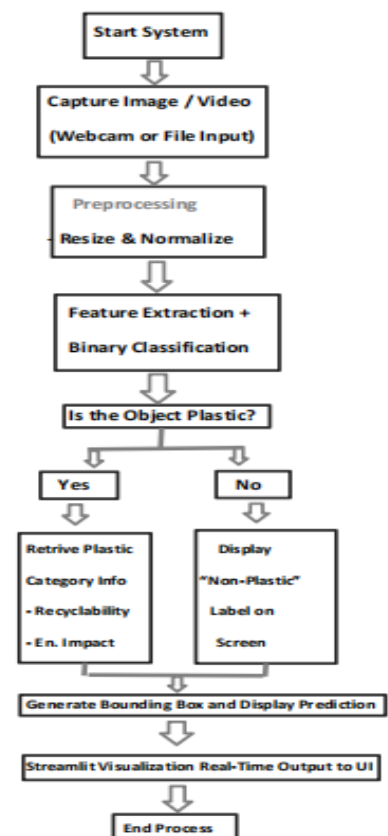 Start System
Capture Image / Video
(Webcam or File Input)
Preprocessing
- Resize & Normalize
Feature Extraction +
Binary Classification
Is the Object Plastic?
Yes
No
Retrive Plastic
Category Info
- Recyclability
- En. Impact
Display
“Non-Plastic”
Label on
Screen
Generate Bounding Box and Display Prediction
Streamlit Visualization Real-Time Output to UI
End Process